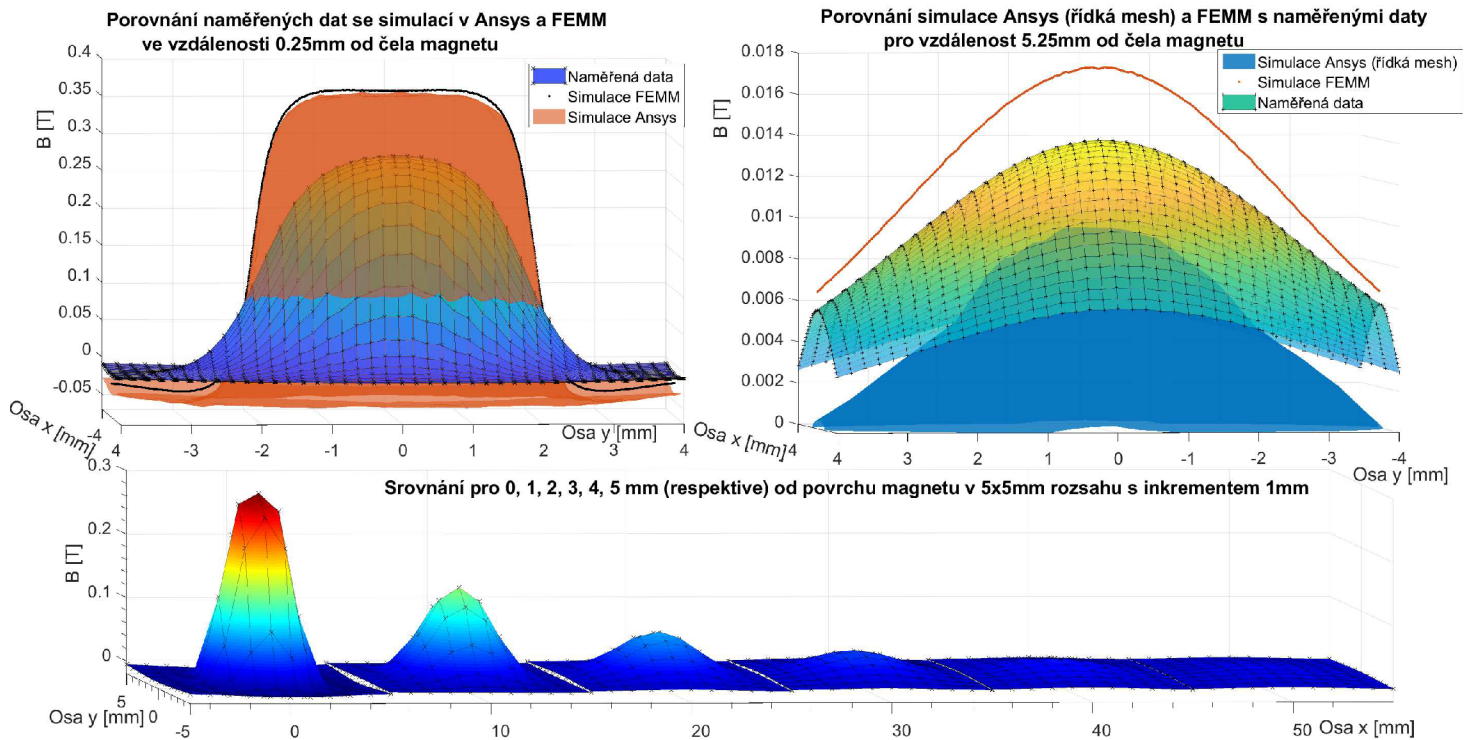 Porovnání naměřených dat se simulací v Ansys a FEMM
ve vzdálenosti 0.25mm od čela magnetu
0.4
0.35
0.3
0.25
0.2
0.15
0.1
0.05
0
-0.05
B [T]
Naměřená data
Simulace FEMM
Simulace Ansys
Osa x [mm]
-4
4
3
2
1
0
1
2
3
4
Osa y [mm]
Porovnání simulace Ansys (řídká mesh) a FEMM s naměřenými daty
pro vzdálenost 5.25mm od čela magnetu
0.018
0.016
0.014
0.012
0.01
0.008
0.006
0.004
0.002
0
B [T]
Simulace Ansys (řídká mesh)
Simulace FEMM
Naměřená data
Osa x [mm]
4
4
3
2
1
0
-1
-2
-3
-4
Osa y [mm]
Srovnání pro 0, 1, 2, 3, 4, 5 mm (respektive) od povrchu magnetu v 5x5mm rozsahu s inkrementem 1mm
0.3
0.2
0.1
0
B [T]
5
Osa y [mm]
0
-5
0
10
20
30
40
50
Osa x [mm]